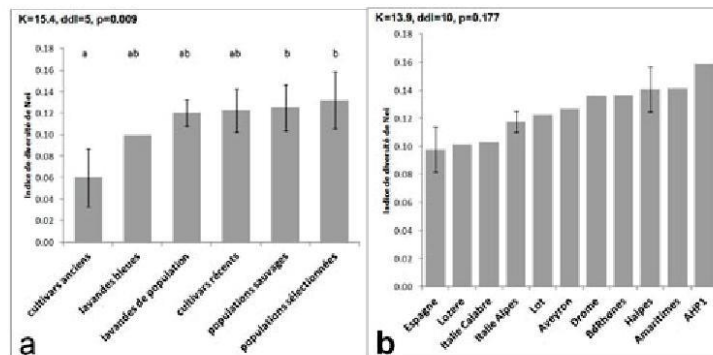 K=15.4, ddl=5, p=0.009
a ab ab ab b b
Indice de diversité de Nei
0.18
0.16
0.14
0.12
0.10
0.08
0.06
0.04
0.02
0.00
cultivars anciens
lavandes bleues
lavandes de population
cultivars récents
populations sauvages
populations sélectionnées
a
K=13.9, ddl=10, p=0.177
Indice de diversité de Nei
0.18
0.16
0.14
0.12
0.10
0.08
0.06
0.04
0.02
0.00
Espagne
Lozere
Italie Calabre
Italie Alpes
Lot
Aveyron
Drome
BdRhones
Halpes
Amaritimes
AHP1
b